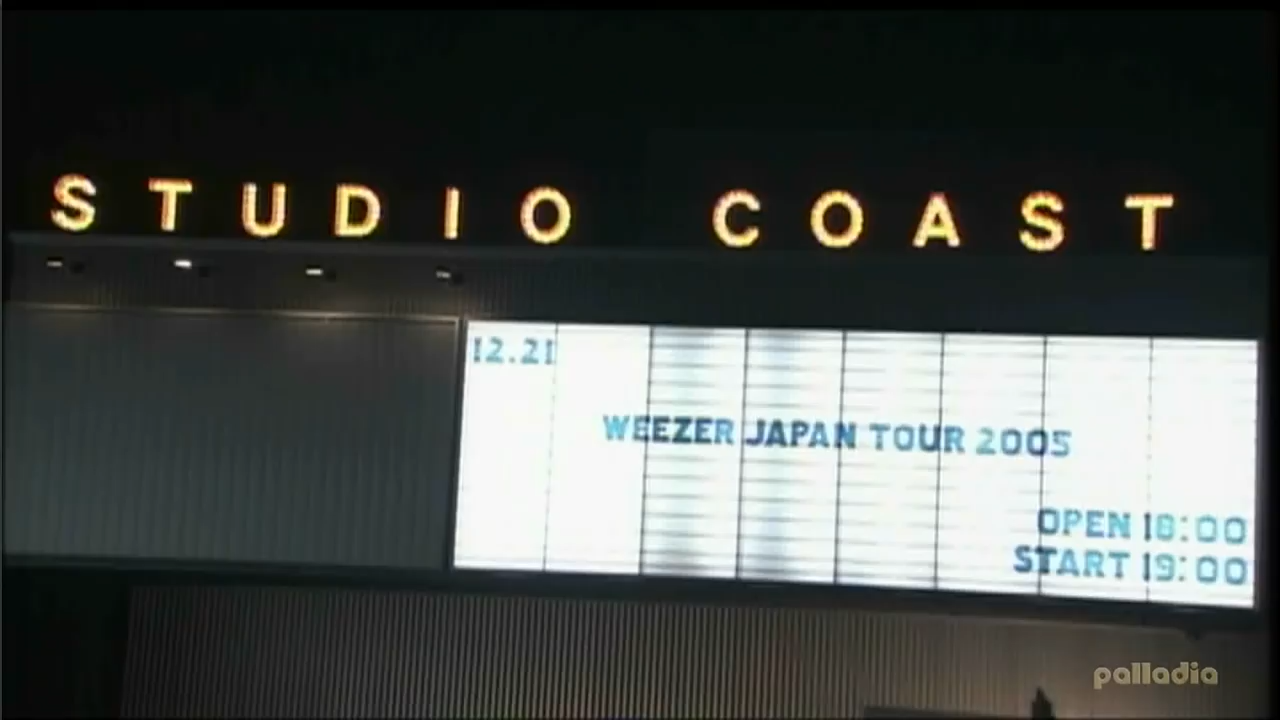 STUDIO COAST
12.21
WEEZER JAPAN TOUR 2005
OPEN 18:00
START 19:00
palladia